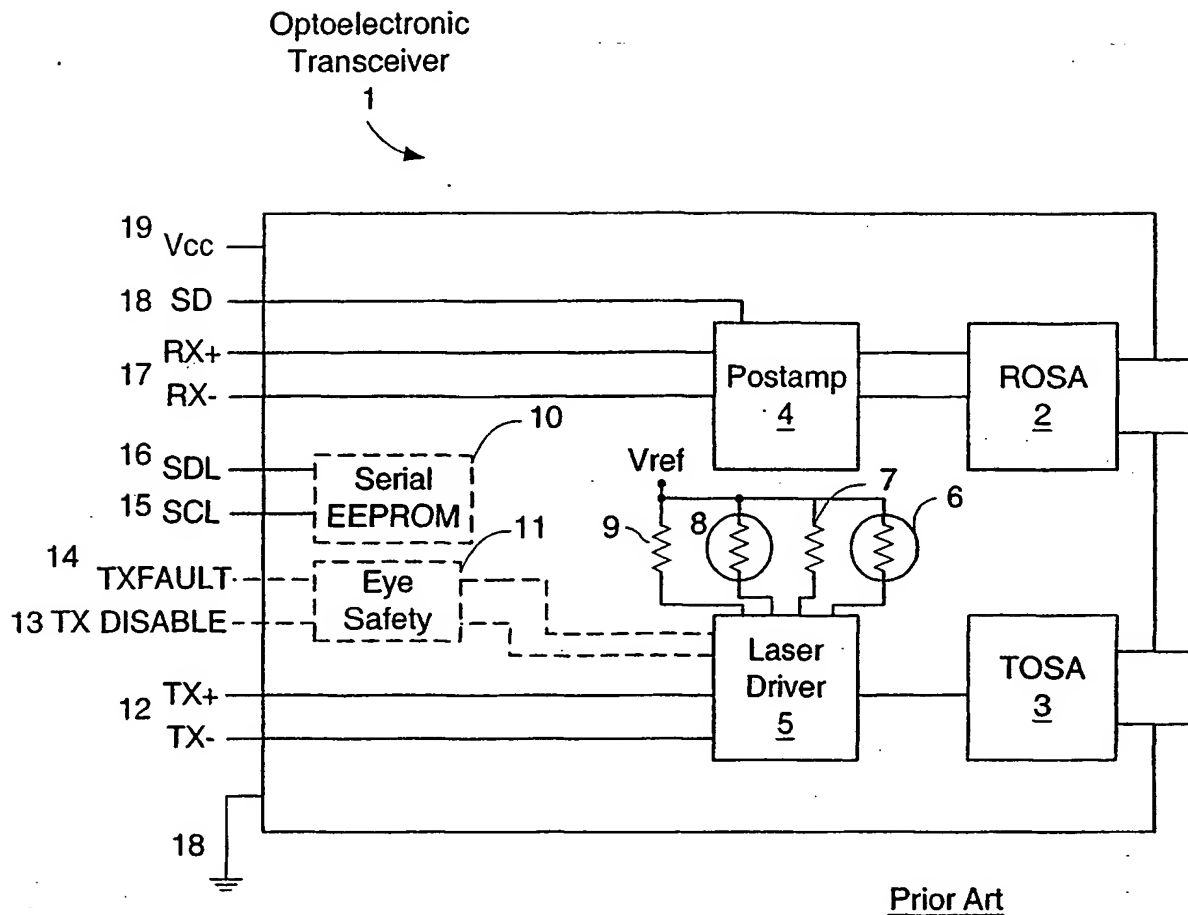 Optoelectronic
Transceiver
1
19 Vcc
18 SD
RX+
17
RX-
Postamp
4
ROSA
2
16 SDL
15 SCL
Serial
EEPROM
10
Vref
9
8
7
6
14
TXFAULT
13 TX DISABLE
Eye
Safety
11
12 TX+
TX-
Laser
Driver
5
TOSA
3
18
Prior Art